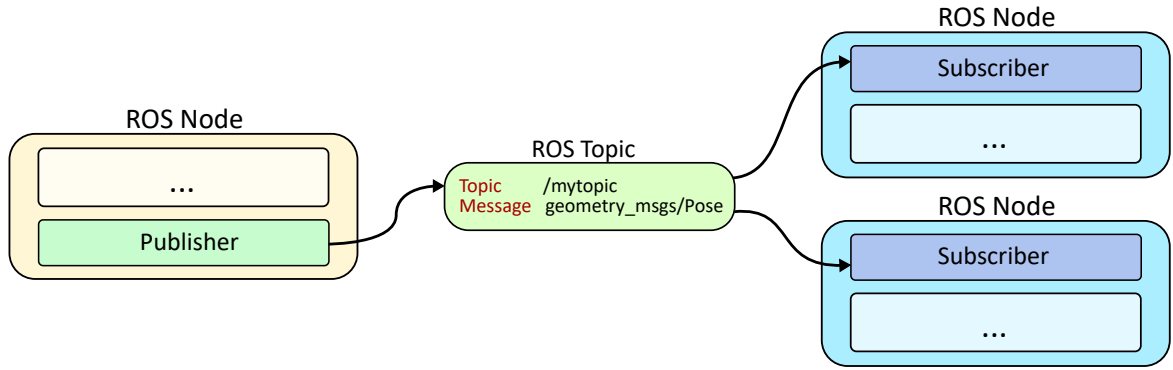 ROS Node
...
Publisher
ROS Topic
Topic /mytopic
Message geometry_msgs/Pose
ROS Node
Subscriber
...
ROS Node
Subscriber
...